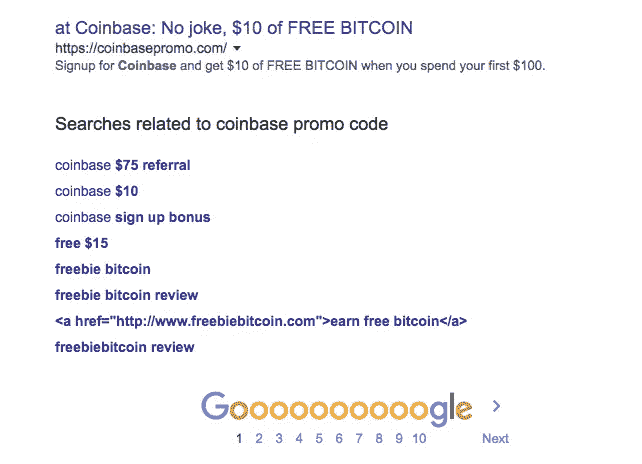 at Coinbase: No joke, $10 of FREE BITCOIN
https://coinbasepromo.com/
Signup for Coinbase and get $10 of FREE BITCOIN when you spend your first $100.
Searches related to coinbase promo code
coinbase $75 referral
coinbase $10
coinbase sign up bonus
free $15
freebie bitcoin
freebie bitcoin review
<a href="http://www.freebiebitcoin.com">earn free bitcoin</a>
freebiebitcoin review
Goooooooooogle >
1 2 3 4 5 6 7 8 9 10 Next